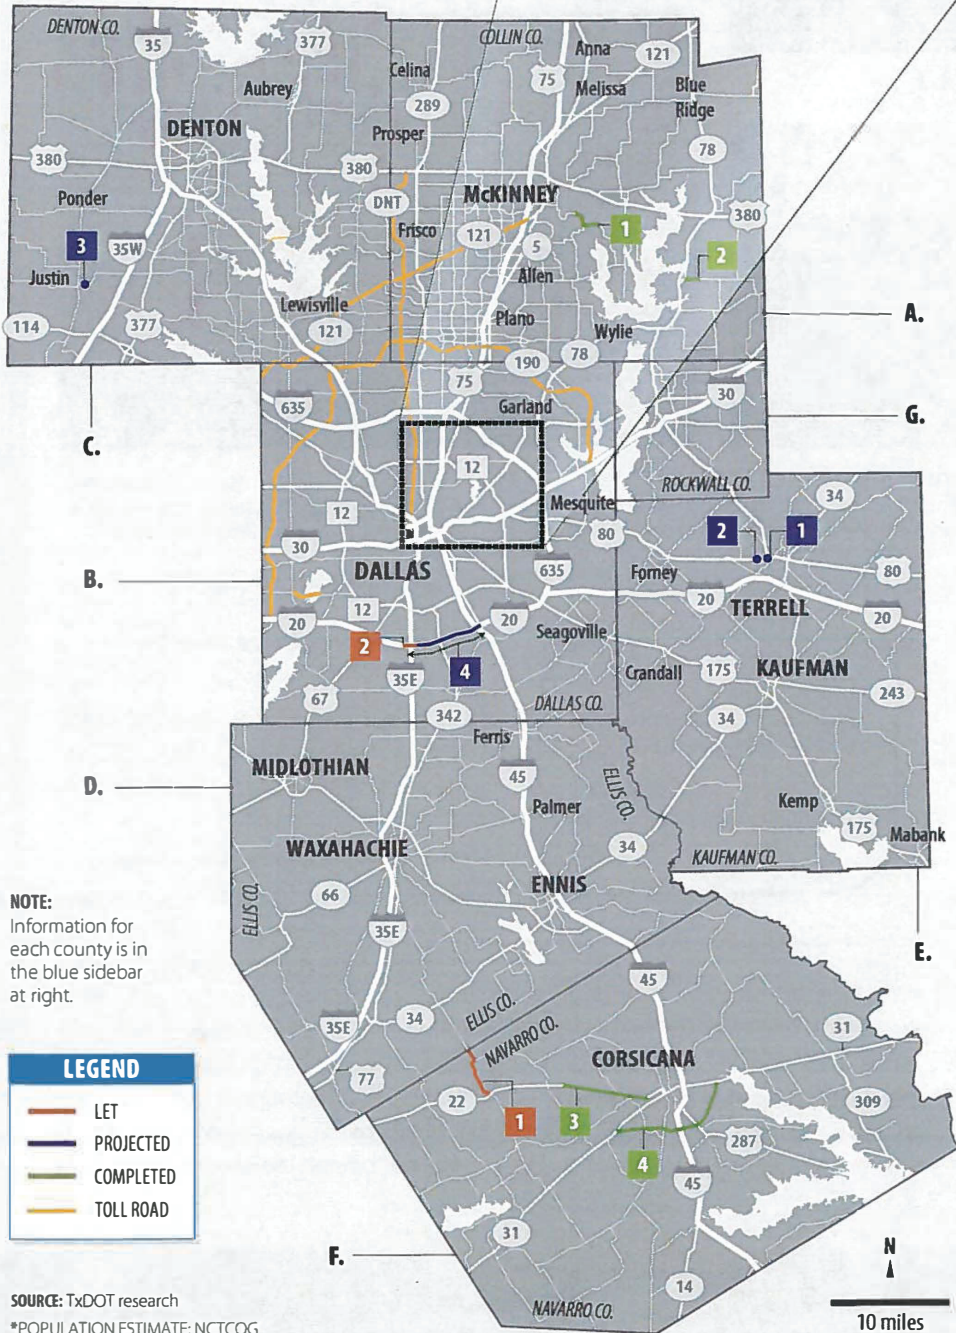 DENTON CO.
COLLIN CO.
35
377
Anna
121
75
Celina
Melissa
Blue
Ridge
Aubrey
289
DENTON
Prosper
78
380
380
McKINNEY
Ponder
DNT
380
Frisco
121
1
3
35W
5
2
Justin
Allen
Lewisville
Plano
A.
114
377
121
Wylie
190
78
75
C.
635
Garland
30
G.
12
ROCKWALL CO.
34
12
Mesquite
2
1
30
80
DALLAS
635
Forney
80
B.
12
20
TERRELL
20
20
20
Seagoville
2
4
KAUFMAN
35E
Crandall
175
67
243
DALLAS CO.
342
34
Ferris
MIDLOTHIAN
45
ELLIS CO.
D.
Palmer
Kemp
175
Mabank
WAXAHACHIE
34
KAUFMAN CO.
ENNIS
66
ELLIS CO.
NOTE:
Information for
each county is in
the blue sidebar
at right.
35E
E.
45
ELLIS CO.
35E
34
NAVARRO CO.
31
CORSICANA
77
LEGEND
LET
PROJECTED
COMPLETED
TOLL ROAD
22
309
1
3
287
4
45
31
F.
14
N
NAVARRO CO.
10 miles
SOURCE: TxDOT research
*POPULATION ESTIMATE: NCTCOG